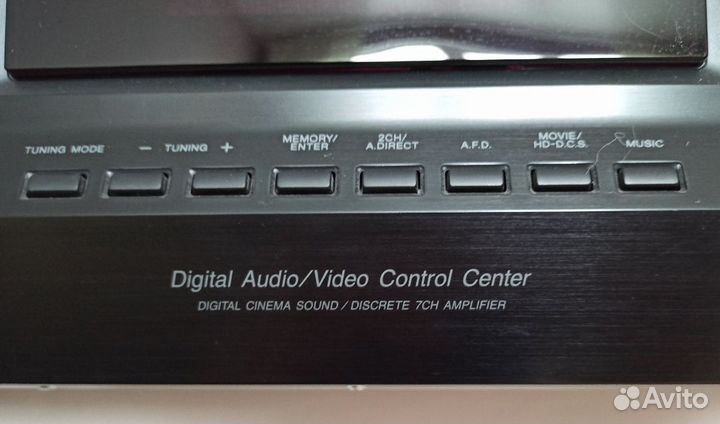 TUNING MODE
− TUNING +
MEMORY/
ENTER
2CH/
A.DIRECT
A.F.D.
MOVIE/
HD-D.C.S.
MUSIC
Digital Audio/Video Control Center
DIGITAL CINEMA SOUND / DISCRETE 7CH AMPLIFIER
Avito